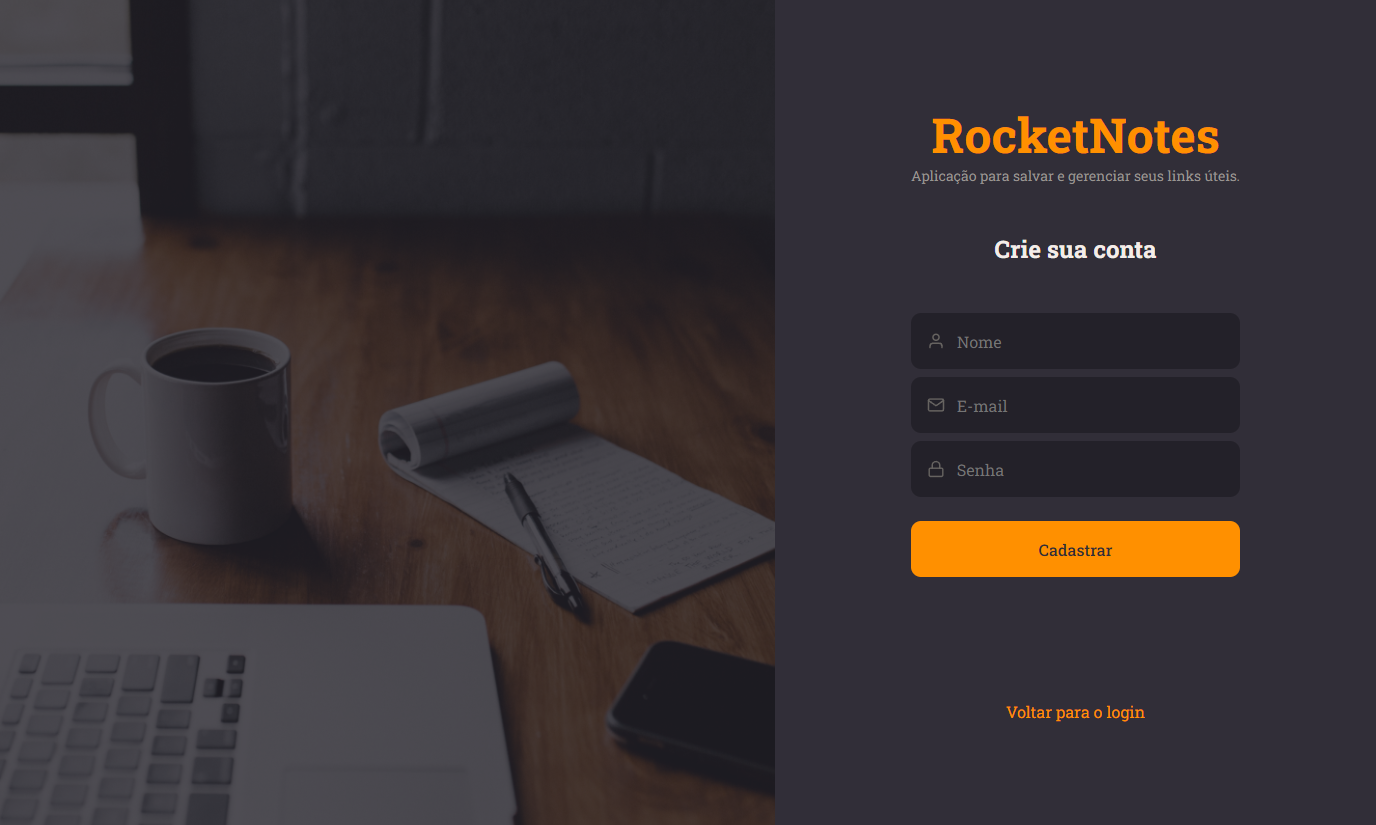 RocketNotes
Aplicação para salvar e gerenciar seus links úteis.
Crie sua conta
Nome
E-mail
Senha
Cadastrar
Voltar para o login